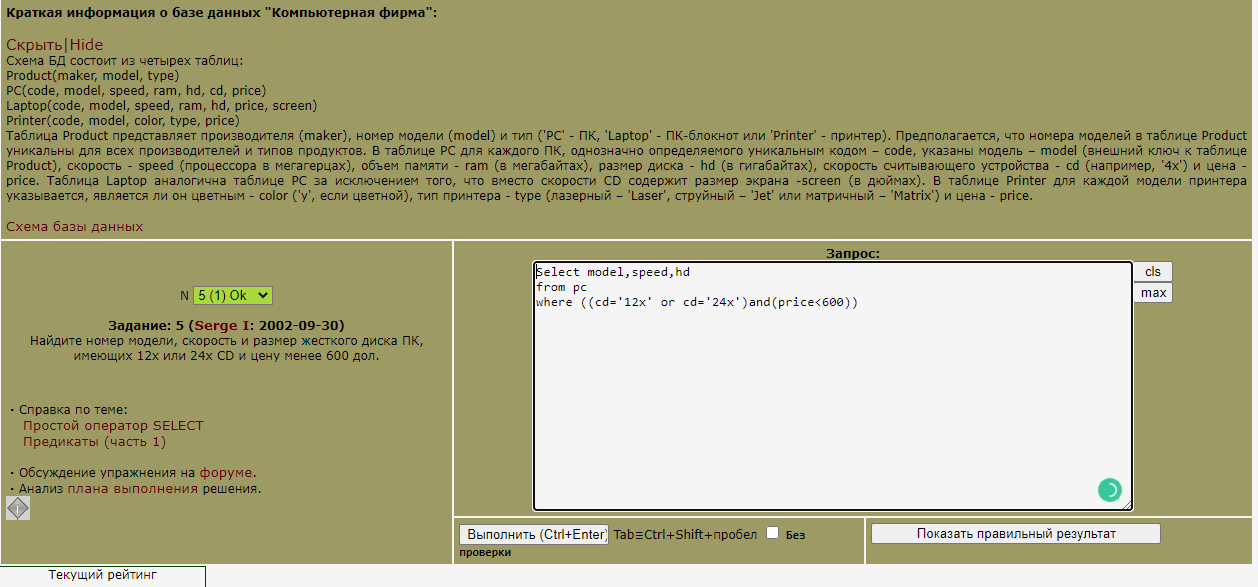 Краткая информация о базе данных "Компьютерная фирма":
Скрыть|Hide
Схема БД состоит из четырех таблиц:
Product(maker, model, type)
PC(code, model, speed, ram, hd, cd, price)
Laptop(code, model, speed, ram, hd, price, screen)
Printer(code, model, color, type, price)
Таблица Product представляет производителя (maker), номер модели (model) и тип ('PC' - ПК, 'Laptop' - ПК-блокнот или 'Printer' - принтер). Предполагается, что номера моделей в таблице Product
уникальны для всех производителей и типов продуктов. В таблице PC для каждого ПК, однозначно определяемого уникальным кодом – code, указаны модель – model (внешний ключ к таблице
Product), скорость - speed (процессора в мегагерцах), объем памяти - ram (в мегабайтах), размер диска - hd (в гигабайтах), скорость считывающего устройства - cd (например, '4x') и цена -
price. Таблица Laptop аналогична таблице РС за исключением того, что вместо скорости CD содержит размер экрана -screen (в дюймах). В таблице Printer для каждой модели принтера
указывается, является ли он цветным - color ('y', если цветной), тип принтера - type (лазерный – 'Laser', струйный – 'Jet' или матричный – 'Matrix') и цена - price.
Схема базы данных
N 5 (1) Ok
Задание: 5 (Serge I: 2002-09-30)
Найдите номер модели, скорость и размер жесткого диска ПК,
имеющих 12x или 24x CD и цену менее 600 дол.
· Справка по теме:
Простой оператор SELECT
Предикаты (часть 1)
· Обсуждение упражнения на форуме.
· Анализ плана выполнения решения.
Запрос:
Select model,speed,hd
from pc
where ((cd='12x' or cd='24x')and(price<600))
cls
max
Выполнить (Ctrl+Enter) Tab≡Ctrl+Shift+пробел Без
проверки
Показать правильный результат
Текущий рейтинг